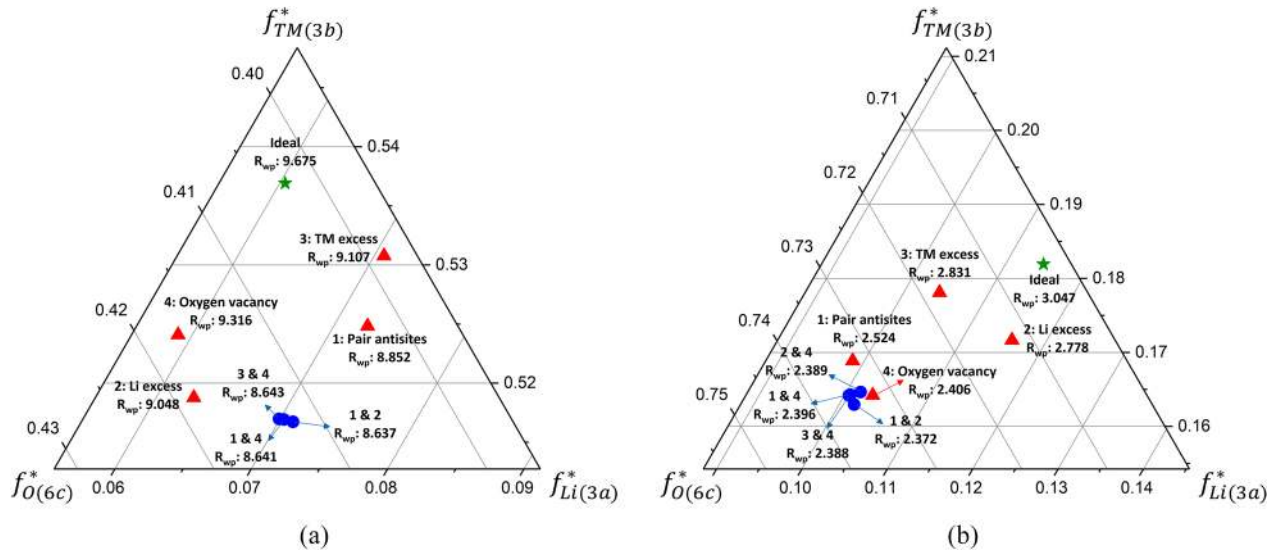 f*TM(3b)
0.40
0.41
0.42
0.43
0.54
0.53
0.52
Ideal
Rwp: 9.675
3: TM excess
Rwp: 9.107
4: Oxygen vacancy
Rwp: 9.316
1: Pair antisites
Rwp: 8.852
2: Li excess
Rwp: 9.048
3 & 4
Rwp: 8.643
1 & 2
Rwp: 8.637
1 & 4
Rwp: 8.641
f*O(6c)
0.06
0.07
0.08
0.09
f*Li(3a)
(a)
f*TM(3b)
0.71
0.72
0.73
0.74
0.75
0.21
0.20
0.19
0.18
0.17
0.16
3: TM excess
Rwp: 2.831
Ideal
Rwp: 3.047
1: Pair antisites
Rwp: 2.524
2: Li excess
Rwp: 2.778
2 & 4
Rwp: 2.389
4: Oxygen vacancy
Rwp: 2.406
1 & 4
Rwp: 2.396
1 & 2
Rwp: 2.372
3 & 4
Rwp: 2.388
f*O(6c)
0.10
0.11
0.12
0.13
0.14
f*Li(3a)
(b)